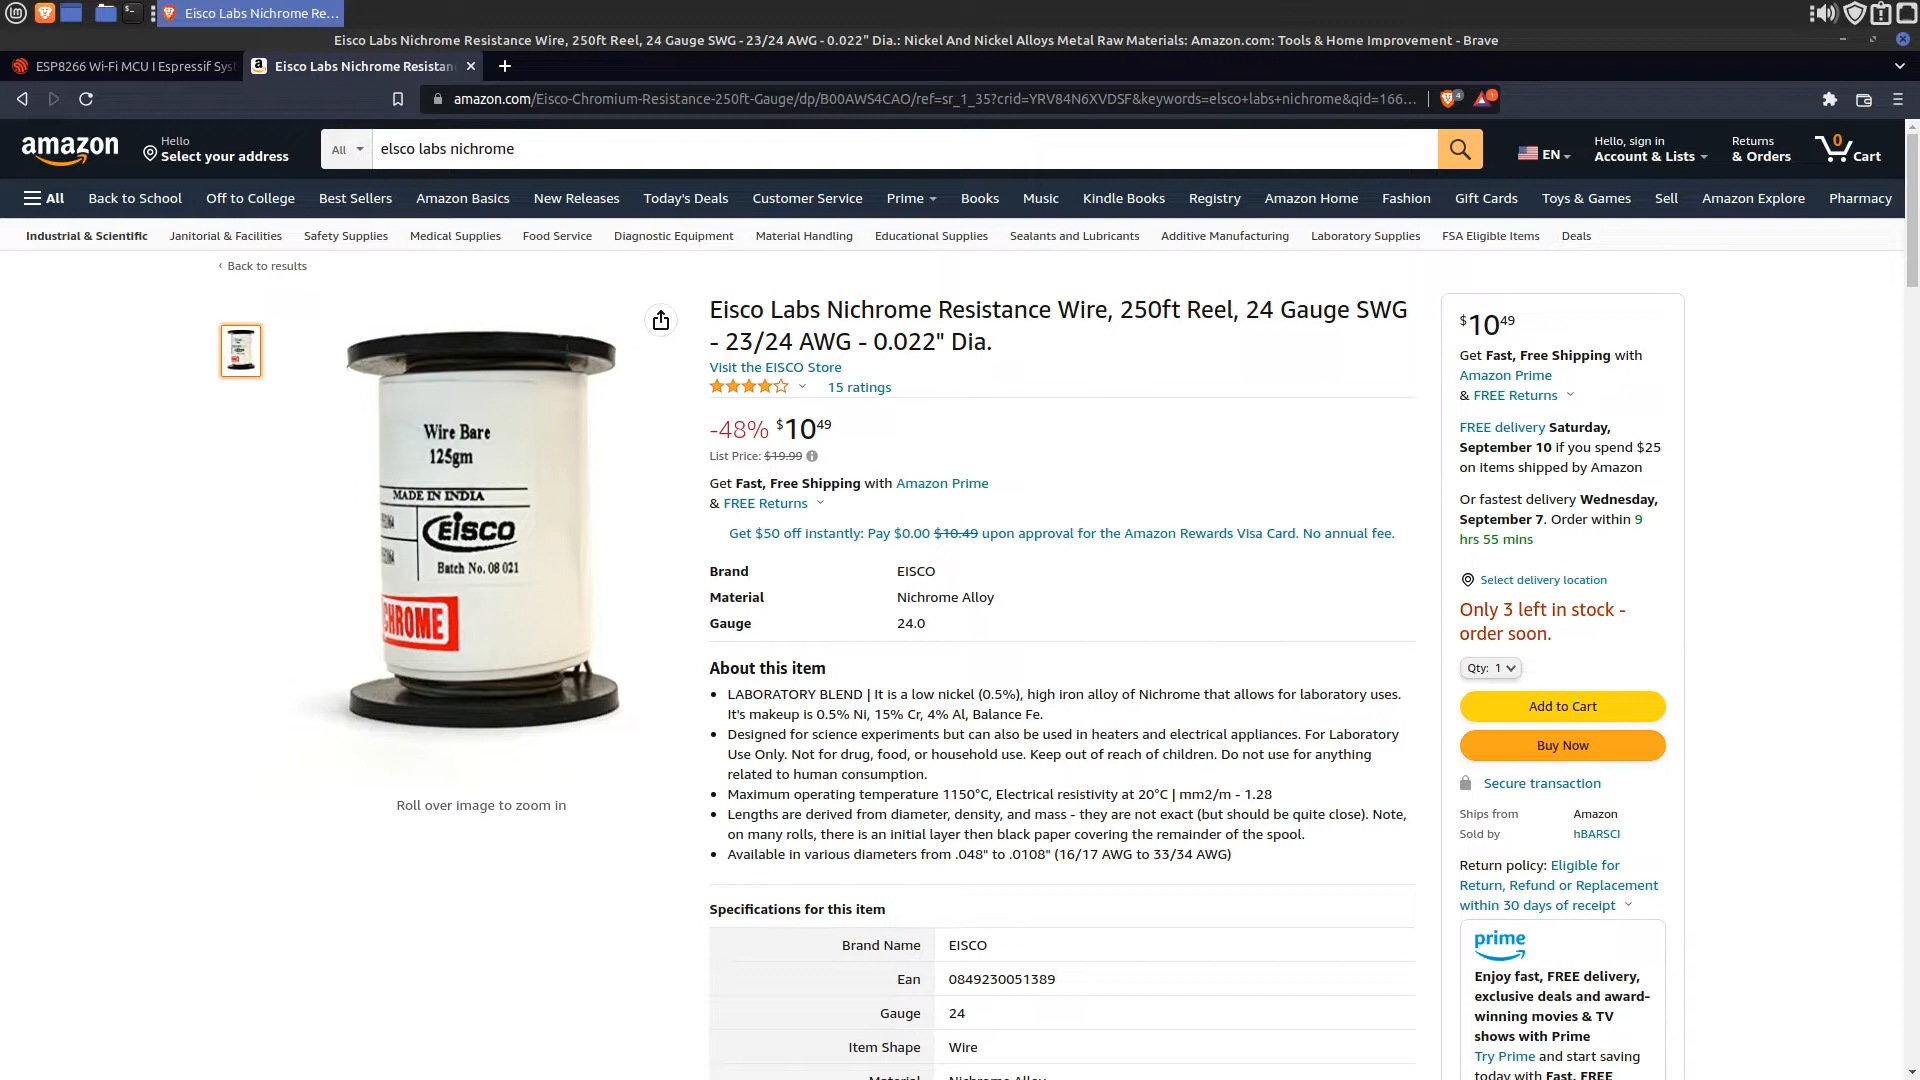 Eisco Labs Nichrome Re...
Eisco Labs Nichrome Resistance Wire, 250ft Reel, 24 Gauge SWG - 23/24 AWG - 0.022" Dia.: Nickel And Nickel Alloys Metal Raw Materials: Amazon.com: Tools & Home Improvement - Brave
ESP8266 Wi-Fi MCU I Espressif Syst
Eisco Labs Nichrome Resistan
amazon.com/Eisco-Chromium-Resistance-250ft-Gauge/dp/B00AWS4CAO/ref=sr_1_35?crid=YRV84N6XVDSF&keywords=elsco+labs+nichrome&qid=166...
4
1
amazon
Hello
Select your address
All
elsco labs nichrome
EN
Hello, sign in
Account & Lists
Returns
& Orders
0
Cart
All
Back to School
Off to College
Best Sellers
Amazon Basics
New Releases
Today's Deals
Customer Service
Prime
Books
Music
Kindle Books
Registry
Amazon Home
Fashion
Gift Cards
Toys & Games
Sell
Amazon Explore
Pharmacy
Industrial & Scientific
Janitorial & Facilities
Safety Supplies
Medical Supplies
Food Service
Diagnostic Equipment
Material Handling
Educational Supplies
Sealants and Lubricants
Additive Manufacturing
Laboratory Supplies
FSA Eligible Items
Deals
‹ Back to results
Wire Bare
125gm
MADE IN INDIA
EISCO
Batch No. 08 021
CHROME
Roll over image to zoom in
Eisco Labs Nichrome Resistance Wire, 250ft Reel, 24 Gauge SWG
- 23/24 AWG - 0.022" Dia.
Visit the EISCO Store
15 ratings
-48% $10 49
List Price: $19.99
Get Fast, Free Shipping with Amazon Prime
& FREE Returns
Get $50 off instantly: Pay $0.00 $10.49 upon approval for the Amazon Rewards Visa Card. No annual fee.
Brand EISCO
Material Nichrome Alloy
Gauge 24.0
About this item
• LABORATORY BLEND | It is a low nickel (0.5%), high iron alloy of Nichrome that allows for laboratory uses.
It's makeup is 0.5% Ni, 15% Cr, 4% Al, Balance Fe.
• Designed for science experiments but can also be used in heaters and electrical appliances. For Laboratory
Use Only. Not for drug, food, or household use. Keep out of reach of children. Do not use for anything
related to human consumption.
• Maximum operating temperature 1150°C, Electrical resistivity at 20°C | mm2/m - 1.28
• Lengths are derived from diameter, density, and mass - they are not exact (but should be quite close). Note,
on many rolls, there is an initial layer then black paper covering the remainder of the spool.
• Available in various diameters from .048" to .0108" (16/17 AWG to 33/34 AWG)
Specifications for this item
Brand Name EISCO
Ean 0849230051389
Gauge 24
Item Shape Wire
Material Nichrome Alloy
$10 49
Get Fast, Free Shipping with
Amazon Prime
& FREE Returns
FREE delivery Saturday,
September 10 if you spend $25
on items shipped by Amazon
Or fastest delivery Wednesday,
September 7. Order within 9
hrs 55 mins
Select delivery location
Only 3 left in stock -
order soon.
Qty: 1
Add to Cart
Buy Now
Secure transaction
Ships from Amazon
Sold by hBARSCI
Return policy: Eligible for
Return, Refund or Replacement
within 30 days of receipt
prime
Enjoy fast, FREE delivery,
exclusive deals and award-
winning movies & TV
shows with Prime
Try Prime and start saving
today with Fast, FREE